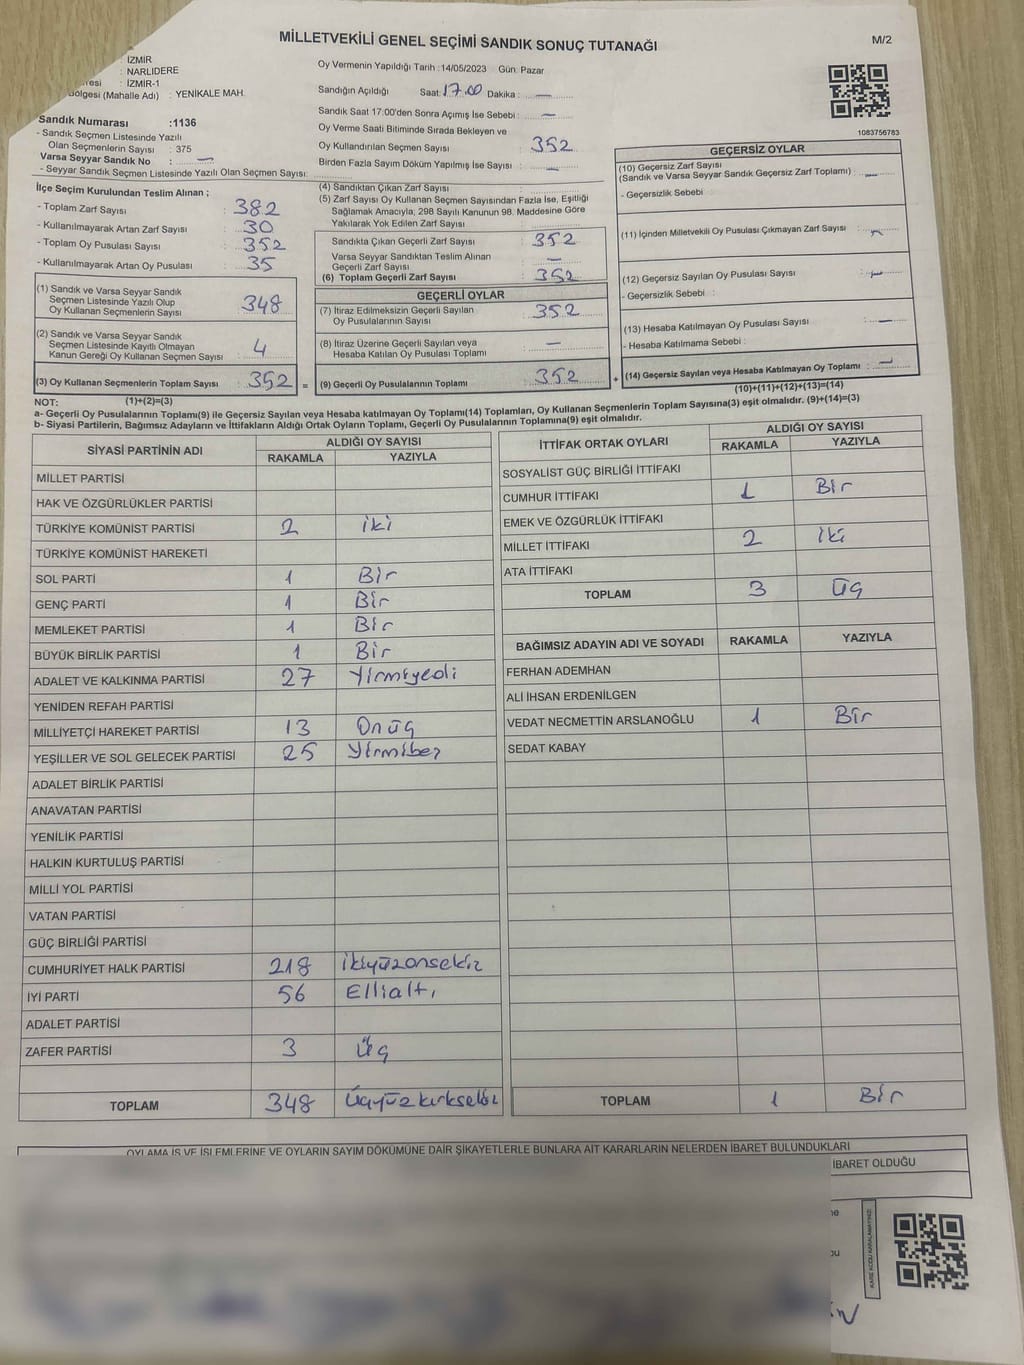 MİLLETVEKİLİ GENEL SEÇİMİ SANDIK SONUÇ TUTANAĞI
M/2
: İZMİR
: NARLIDERE
: İZMİR-1
Bölgesi (Mahalle Adı) : YENİKALE MAH.
Sandık Numarası :1136
- Sandık Seçmen Listesinde Yazılı
Olan Seçmenlerin Sayısı : 375
Varsa Seyyar Sandık No : —
- Seyyar Sandık Seçmen Listesinde Yazılı Olan Seçmen Sayısı:
Oy Vermenin Yapıldığı Tarih :14/05/2023 Gün: Pazar
Sandığın Açıldığı Saat: 17.00 Dakika : —
Sandık Saat 17:00'den Sonra Açımış İse Sebebi : —
Oy Verme Saati Bitiminde Sırada Bekleyen ve
Oy Kullandırılan Seçmen Sayısı : 352
Birden Fazla Sayım Döküm Yapılmış İse Sayısı : —
1083756783
İlçe Seçim Kurulundan Teslim Alınan ;
- Toplam Zarf Sayısı : 382
- Kullanılmayarak Artan Zarf Sayısı : 30
- Toplam Oy Pusulası Sayısı : 352
- Kullanılmayarak Artan Oy Pusulası : 35
(1) Sandık ve Varsa Seyyar Sandık
Seçmen Listesinde Yazılı Olup
Oy Kullanan Seçmenlerin Sayısı : 348
(2) Sandık ve Varsa Seyyar Sandık
Seçmen Listesinde Kayıtlı Olmayan
Kanun Gereği Oy Kullanan Seçmen Sayısı : 4
(3) Oy Kullanan Seçmenlerin Toplam Sayısı : 352 =
(1)+(2)=(3)
(4) Sandıktan Çıkan Zarf Sayısı :
(5) Zarf Sayısı Oy Kullanan Seçmen Sayısından Fazla İse, Eşitliği
Sağlamak Amacıyla, 298 Sayılı Kanunun 98. Maddesine Göre
Yakılarak Yok Edilen Zarf Sayısı :
Sandıkta Çıkan Geçerli Zarf Sayısı : 352
Varsa Seyyar Sandıktan Teslim Alınan
Geçerli Zarf Sayısı : —
(6) Toplam Geçerli Zarf Sayısı : 352
GEÇERLİ OYLAR
(7) İtiraz Edilmeksizin Geçerli Sayılan
Oy Pusulalarının Sayısı : 352
(8) İtiraz Üzerine Geçerli Sayılan veya
Hesaba Katılan Oy Pusulası Toplamı : —
(9) Geçerli Oy Pusulalarının Toplamı : 352 +
GEÇERSİZ OYLAR
(10) Geçersiz Zarf Sayısı
(Sandık ve Varsa Seyyar Sandık Geçersiz Zarf Toplamı) : —
- Geçersizlik Sebebi :
(11) İçinden Milletvekili Oy Pusulası Çıkmayan Zarf Sayısı : —
(12) Geçersiz Sayılan Oy Pusulası Sayısı : —
- Geçersizlik Sebebi :
(13) Hesaba Katılmayan Oy Pusulası Sayısı : —
- Hesaba Katılmama Sebebi :
(14) Geçersiz Sayılan veya Hesaba Katılmayan Oy Toplamı : —
(10)+(11)+(12)+(13)=(14)
NOT:
a- Geçerli Oy Pusulalarının Toplamı(9) ile Geçersiz Sayılan veya Hesaba katılmayan Oy Toplamı(14) Toplamları, Oy Kullanan Seçmenlerin Toplam Sayısına(3) eşit olmalıdır. (9)+(14)=(3)
b- Siyasi Partilerin, Bağımsız Adayların ve İttifakların Aldığı Ortak Oyların Toplamı, Geçerli Oy Pusulalarının Toplamına(9) eşit olmalıdır.
SİYASİ PARTİNİN ADI ALDIĞI OY SAYISI
RAKAMLA YAZIYLA
MİLLET PARTİSİ
HAK VE ÖZGÜRLÜKLER PARTİSİ
TÜRKİYE KOMÜNİST PARTİSİ 2 iki
TÜRKİYE KOMÜNİST HAREKETİ
SOL PARTİ 1 Bir
GENÇ PARTİ 1 Bir
MEMLEKET PARTİSİ 1 Bir
BÜYÜK BİRLİK PARTİSİ 1 Bir
ADALET VE KALKINMA PARTİSİ 27 Yirmiyedi
YENİDEN REFAH PARTİSİ
MİLLİYETÇİ HAREKET PARTİSİ 13 Onüç
YEŞİLLER VE SOL GELECEK PARTİSİ 25 Yirmibeş
ADALET BİRLİK PARTİSİ
ANAVATAN PARTİSİ
YENİLİK PARTİSİ
HALKIN KURTULUŞ PARTİSİ
MİLLİ YOL PARTİSİ
VATAN PARTİSİ
GÜÇ BİRLİĞİ PARTİSİ
CUMHURİYET HALK PARTİSİ 218 ikiyüzonsekiz
İYİ PARTİ 56 Ellialtı
ADALET PARTİSİ
ZAFER PARTİSİ 3 üç
TOPLAM 348 üçyüzkırksekiz
İTTİFAK ORTAK OYLARI ALDIĞI OY SAYISI
RAKAMLA YAZIYLA
SOSYALİST GÜÇ BİRLİĞİ İTTİFAKI
CUMHUR İTTİFAKI 1 Bir
EMEK VE ÖZGÜRLÜK İTTİFAKI
MİLLET İTTİFAKI 2 iki
ATA İTTİFAKI
TOPLAM 3 üç
BAĞIMSIZ ADAYIN ADI VE SOYADI RAKAMLA YAZIYLA
FERHAN ADEMHAN
ALİ İHSAN ERDENİLGEN
VEDAT NECMETTİN ARSLANOĞLU 1 Bir
SEDAT KABAY
TOPLAM 1 Bir
OYLAMA İŞ VE İŞLEMLERİNE VE OYLARIN SAYIM DÖKÜMÜNE DAİR ŞİKAYETLERLE BUNLARA AİT KARARLARIN NELERDEN İBARET BULUNDUKLARI
İBARET OLDUĞU